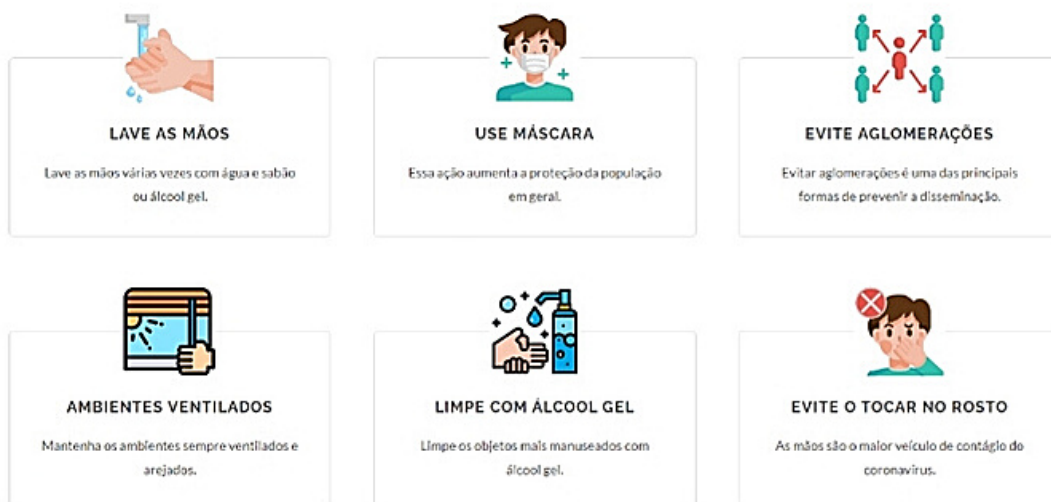 LAVE AS MÃOS
Lave as mãos várias vezes com água e sabão
ou álcool gel.
USE MÁSCARA
Essa ação aumenta a proteção da população
em geral.
EVITE AGLOMERAÇÕES
Evitar aglomerações é uma das principais
formas de prevenir a disseminação.
AMBIENTES VENTILADOS
Mantenha os ambientes sempre ventilados e
arejados.
LIMPE COM ÁLCOOL GEL
Limpe os objetos mais manuseados com
álcool gel.
EVITE O TOCAR NO ROSTO
As mãos são o maior veículo de contágio do
coronavirus.